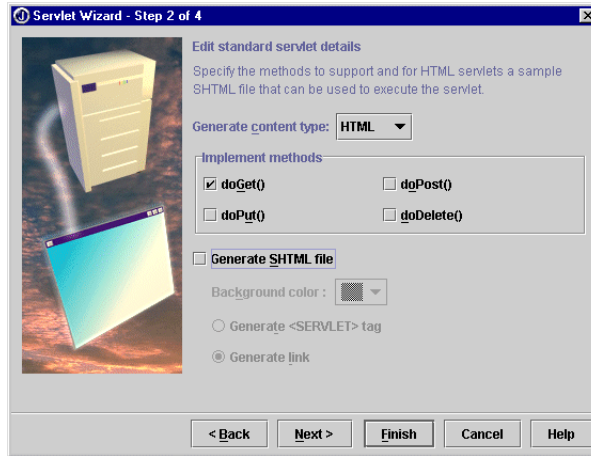 Servlet Wizard - Step 2 of 4
Edit standard servlet details
Specify the methods to support and for HTML servlets a sample
SHTML file that can be used to execute the servlet.
Generate content type: HTML
Implement methods
doGet() doPost()
doPut() doDelete()
Generate SHTML file
Background color :
Generate <SERVLET> tag
Generate link
< Back Next > Finish Cancel Help